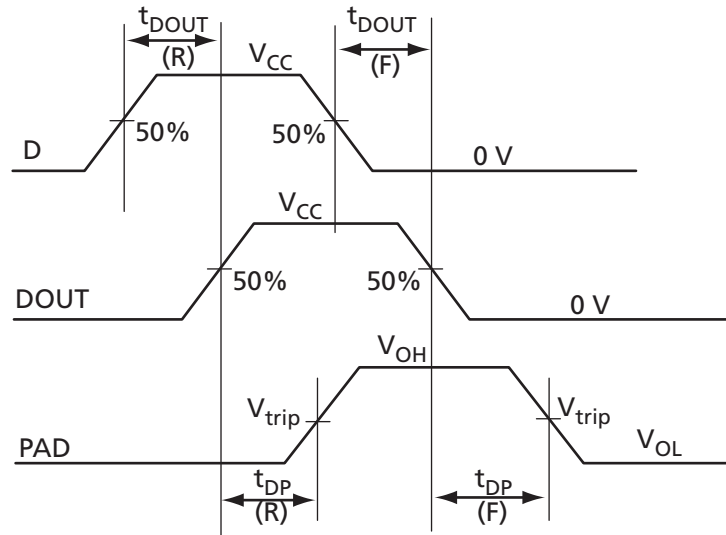 tDOUT
(R)
VCC
tDOUT
(F)
50%
50%
D
0 V
VCC
50%
50%
DOUT
0 V
VOH
Vtrip
Vtrip
PAD
VOL
tDP
(R)
tDP
(F)